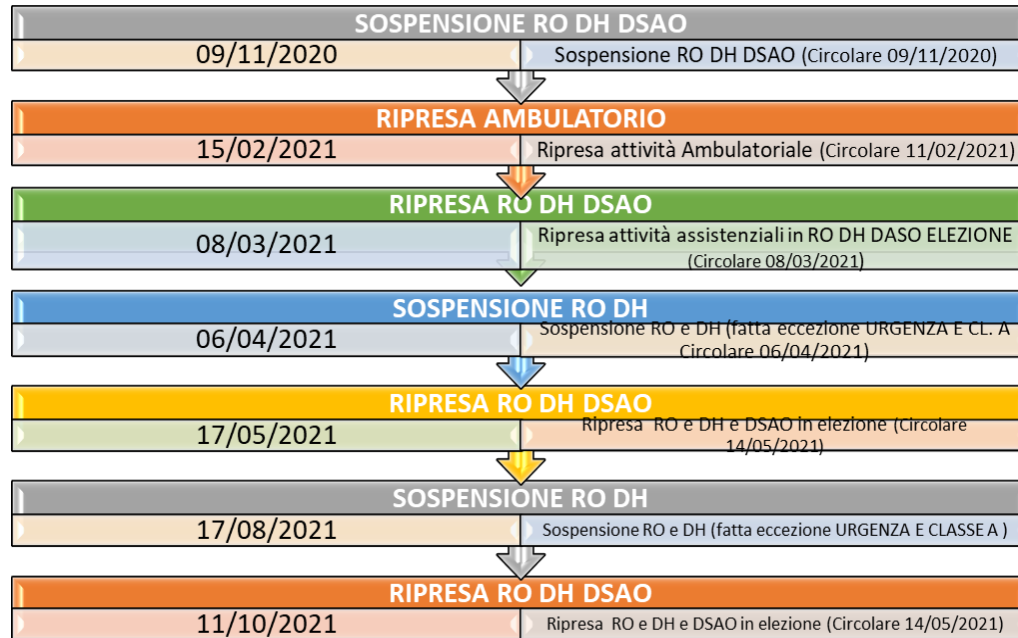 SOSPENSIONE RO DH DSAO
09/11/2020
Sospensione RO DH DSAO (Circolare 09/11/2020)
RIPRESA AMBULATORIO
15/02/2021
Ripresa attività Ambulatoriale (Circolare 11/02/2021)
RIPRESA RO DH DSAO
08/03/2021
Ripresa attività assistenziali in RO DH DASO ELEZIONE
(Circolare 08/03/2021)
SOSPENSIONE RO DH
06/04/2021
Sospensione RO e DH (fatta eccezione URGENZA E CL. A
Circolare 06/04/2021)
RIPRESA RO DH DSAO
17/05/2021
Ripresa RO e DH e DSAO in elezione (Circolare
14/05/2021)
SOSPENSIONE RO DH
17/08/2021
Sospensione RO e DH (fatta eccezione URGENZA E CLASSE A )
RIPRESA RO DH DSAO
11/10/2021
Ripresa RO e DH e DSAO in elezione (Circolare 14/05/2021)